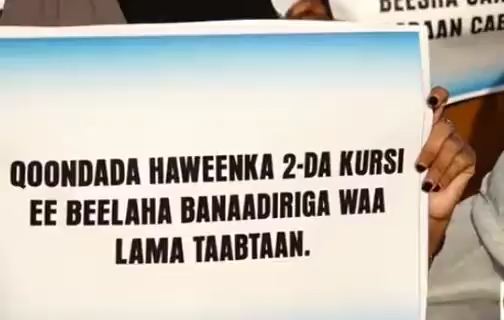 QOONDADA HAWEENKA 2-DA KURSI
EE BEELAHA BANAADIRIGA WAA
LAMA TAABTAAN.